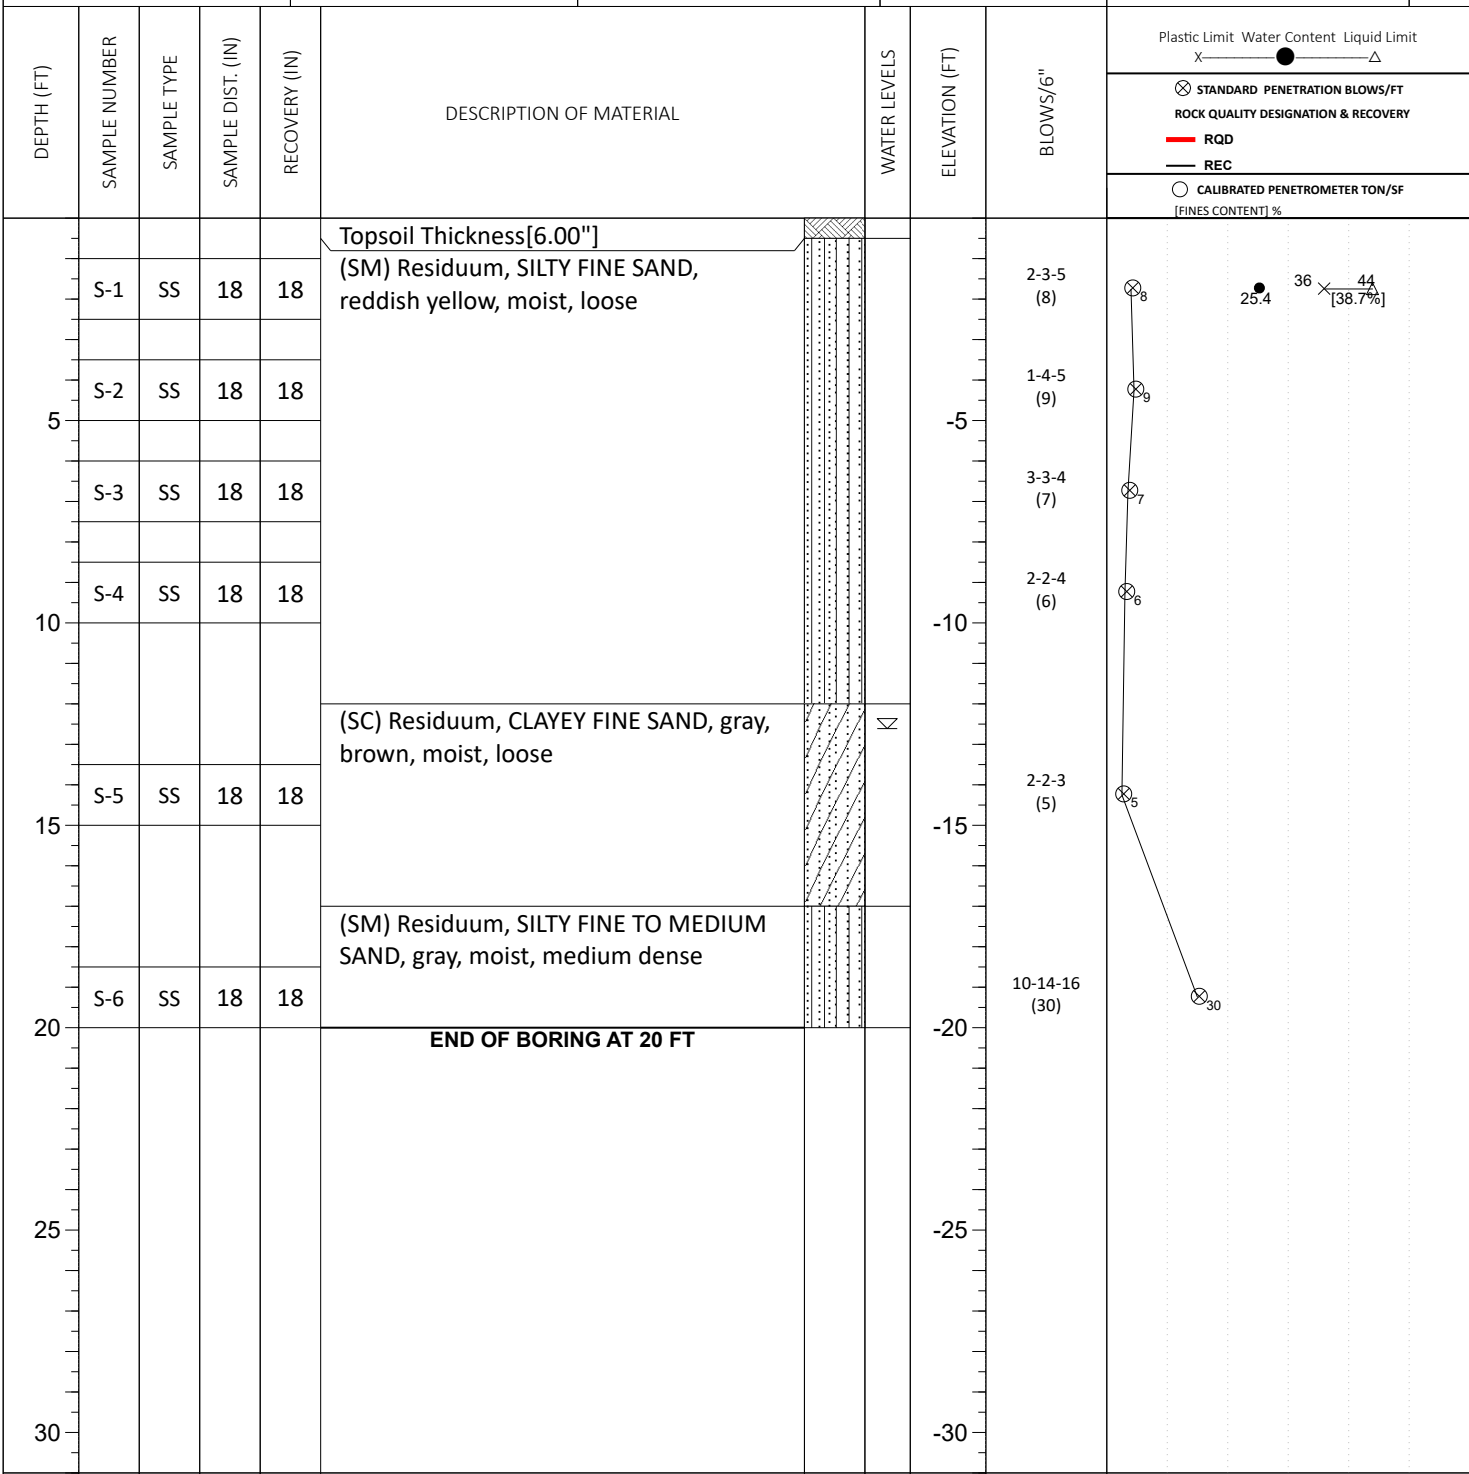 DEPTH (FT)
SAMPLE NUMBER
SAMPLE TYPE
SAMPLE DIST. (IN)
RECOVERY (IN)
DESCRIPTION OF MATERIAL
WATER LEVELS
ELEVATION (FT)
BLOWS/6"
Plastic Limit Water Content Liquid Limit
X
STANDARD PENETRATION BLOWS/FT
ROCK QUALITY DESIGNATION & RECOVERY
RQD
REC
CALIBRATED PENETROMETER TON/SF
[FINES CONTENT] %
Topsoil Thickness[6.00"]
(SM) Residuum, SILTY FINE SAND,
reddish yellow, moist, loose
S-1 SS 18 18
2-3-5
(8)
8
25.4
36
44
[38.7%]
S-2 SS 18 18
1-4-5
(9)
9
5
-5
S-3 SS 18 18
3-3-4
(7)
7
S-4 SS 18 18
2-2-4
(6)
6
10
-10
(SC) Residuum, CLAYEY FINE SAND, gray,
brown, moist, loose
S-5 SS 18 18
2-2-3
(5)
5
15
-15
(SM) Residuum, SILTY FINE TO MEDIUM
SAND, gray, moist, medium dense
S-6 SS 18 18
10-14-16
(30)
30
20
-20
END OF BORING AT 20 FT
25
-25
30
-30